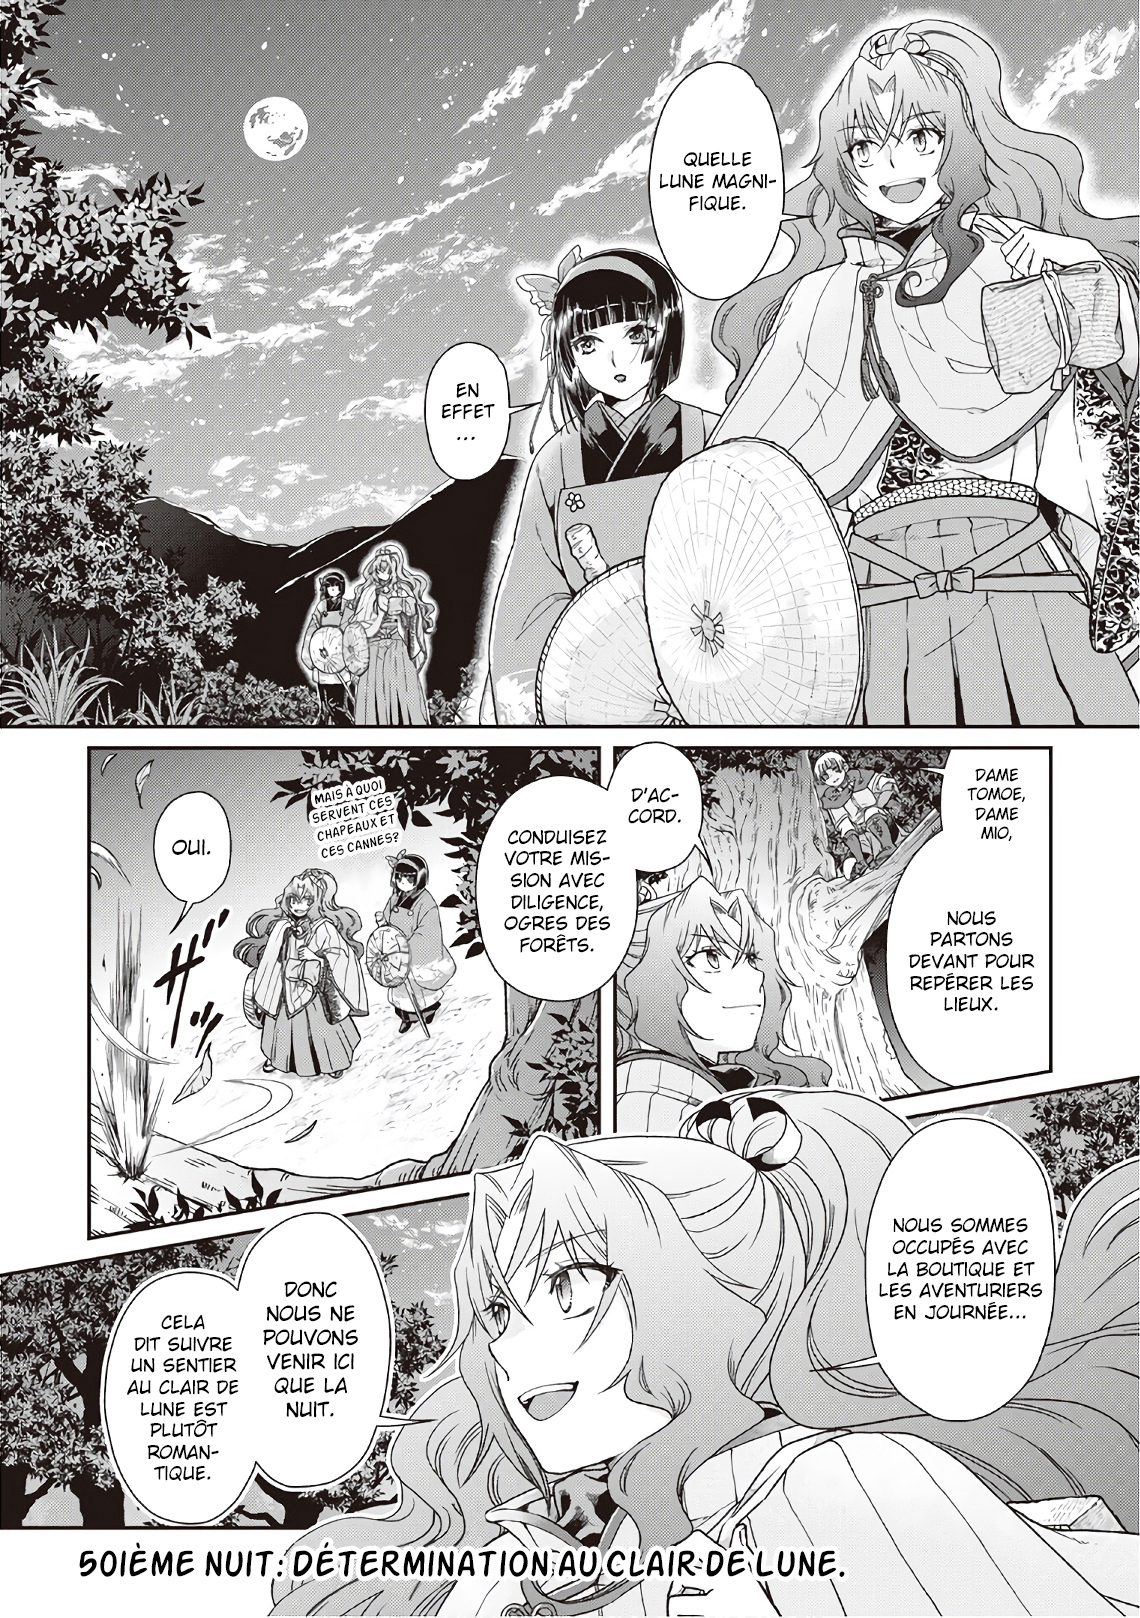 QUELLE
LUNE MAGNI-
FIQUE.
EN
EFFET
...
DAME
TOMOE,
DAME
MIO,
NOUS
PARTONS
DEVANT POUR
REPÉRER LES
LIEUX.
D'AC-
CORD.
CONDUISEZ
VOTRE MIS-
SION AVEC
DILIGENCE,
OGRES DES
FORÊTS.
MAIS À QUOI
SERVENT CES
CHAPEAUX ET
CES CANNES?
OUI.
ザッ
NOUS SOMMES
OCCUPÉS AVEC
LA BOUTIQUE ET
LES AVENTURIERS
EN JOURNÉE...
DONC
NOUS NE
POUVONS
VENIR ICI
QUE LA
NUIT.
CELA
DIT SUIVRE
UN SENTIER
AU CLAIR DE
LUNE EST
PLUTÔT
ROMAN-
TIQUE.
50IÈME NUIT: DÉTERMINATION AU CLAIR DE LUNE.